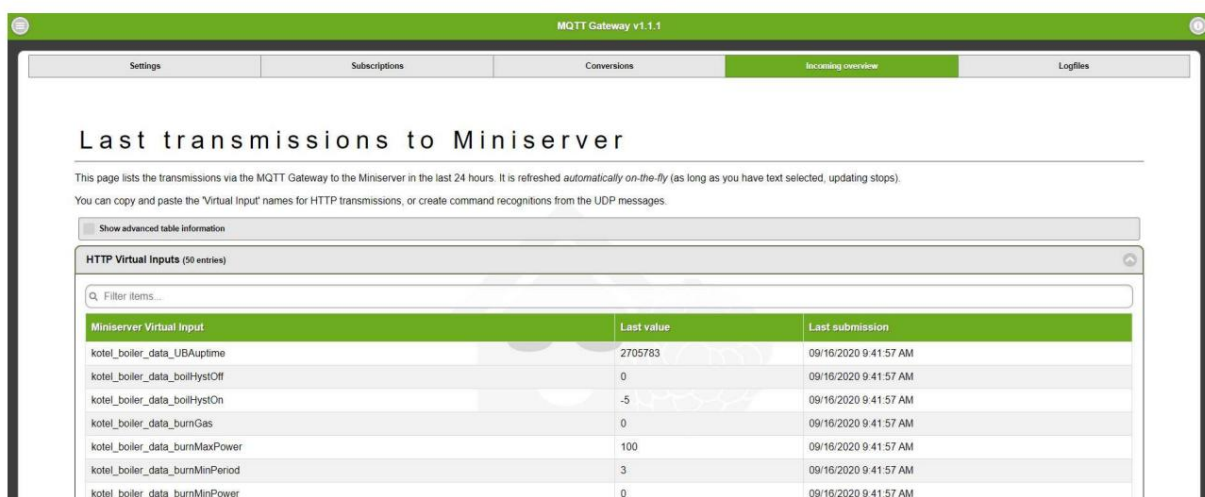 MQTT Gateway v1.1.1
Settings Subscriptions Conversions Incoming overview Logfiles
Last transmissions to Miniserver
This page lists the transmissions via the MQTT Gateway to the Miniserver in the last 24 hours. It is refreshed automatically on-the-fly (as long as you have text selected, updating stops).
You can copy and paste the 'Virtual Input' names for HTTP transmissions, or create command recognitions from the UDP messages.
Show advanced table information
HTTP Virtual Inputs (50 entries)
Filter items...
Miniserver Virtual Input Last value Last submission
kotel_boiler_data_UBAuptime 2705783 09/16/2020 9:41:57 AM
kotel_boiler_data_boilHystOff 0 09/16/2020 9:41:57 AM
kotel_boiler_data_boilHystOn -5 09/16/2020 9:41:57 AM
kotel_boiler_data_burnGas 0 09/16/2020 9:41:57 AM
kotel_boiler_data_burnMaxPower 100 09/16/2020 9:41:57 AM
kotel_boiler_data_burnMinPeriod 3 09/16/2020 9:41:57 AM
kotel_boiler_data_burnMinPower 0 09/16/2020 9:41:57 AM